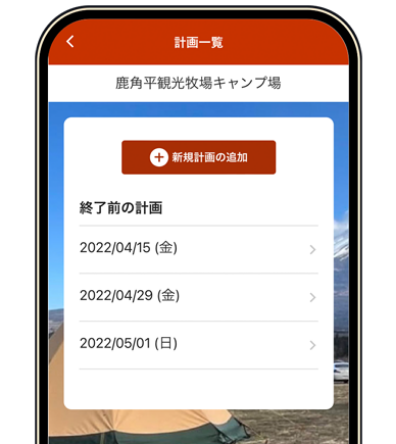 計画一覧
鹿角平観光牧場キャンプ場
新規計画の追加
終了前の計画
2022/04/15 (金)
2022/04/29 (金)
2022/05/01 (日)